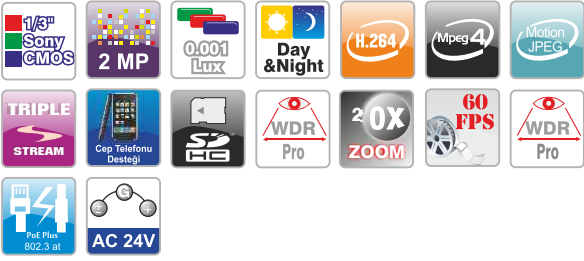 1/3"
Sony
CMOS
2 MP
0.001
Lux
Day
&Night
H.264
Mpeg4
Motion
JPEG
TRIPLE
STREAM
Cep Telefonu
Desteği
SD
HC
WDR
Pro
20X
ZOOM
60
FPS
WDR
Pro
PoE Plus
802.3 at
± G ±
AC 24V